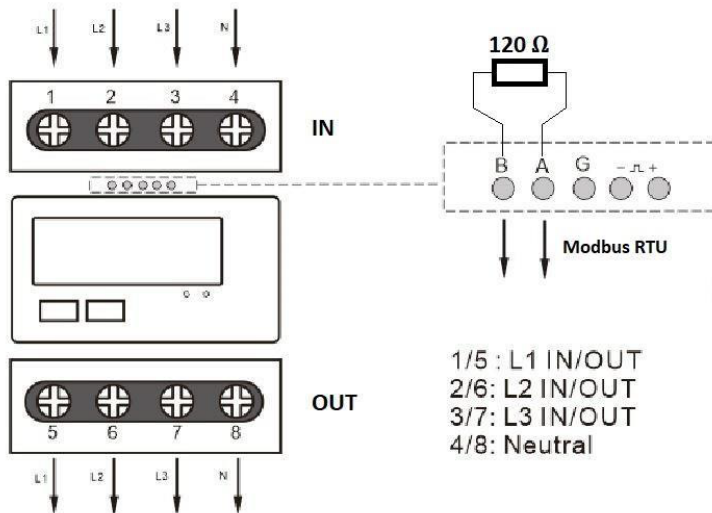 L1 L2 L3 N
1 2 3 4
IN
120 Ω
B A G - ⎍ +
Modbus RTU
OUT
5 6 7 8
L1 L2 L3 N
1/5 : L1 IN/OUT
2/6: L2 IN/OUT
3/7: L3 IN/OUT
4/8: Neutral